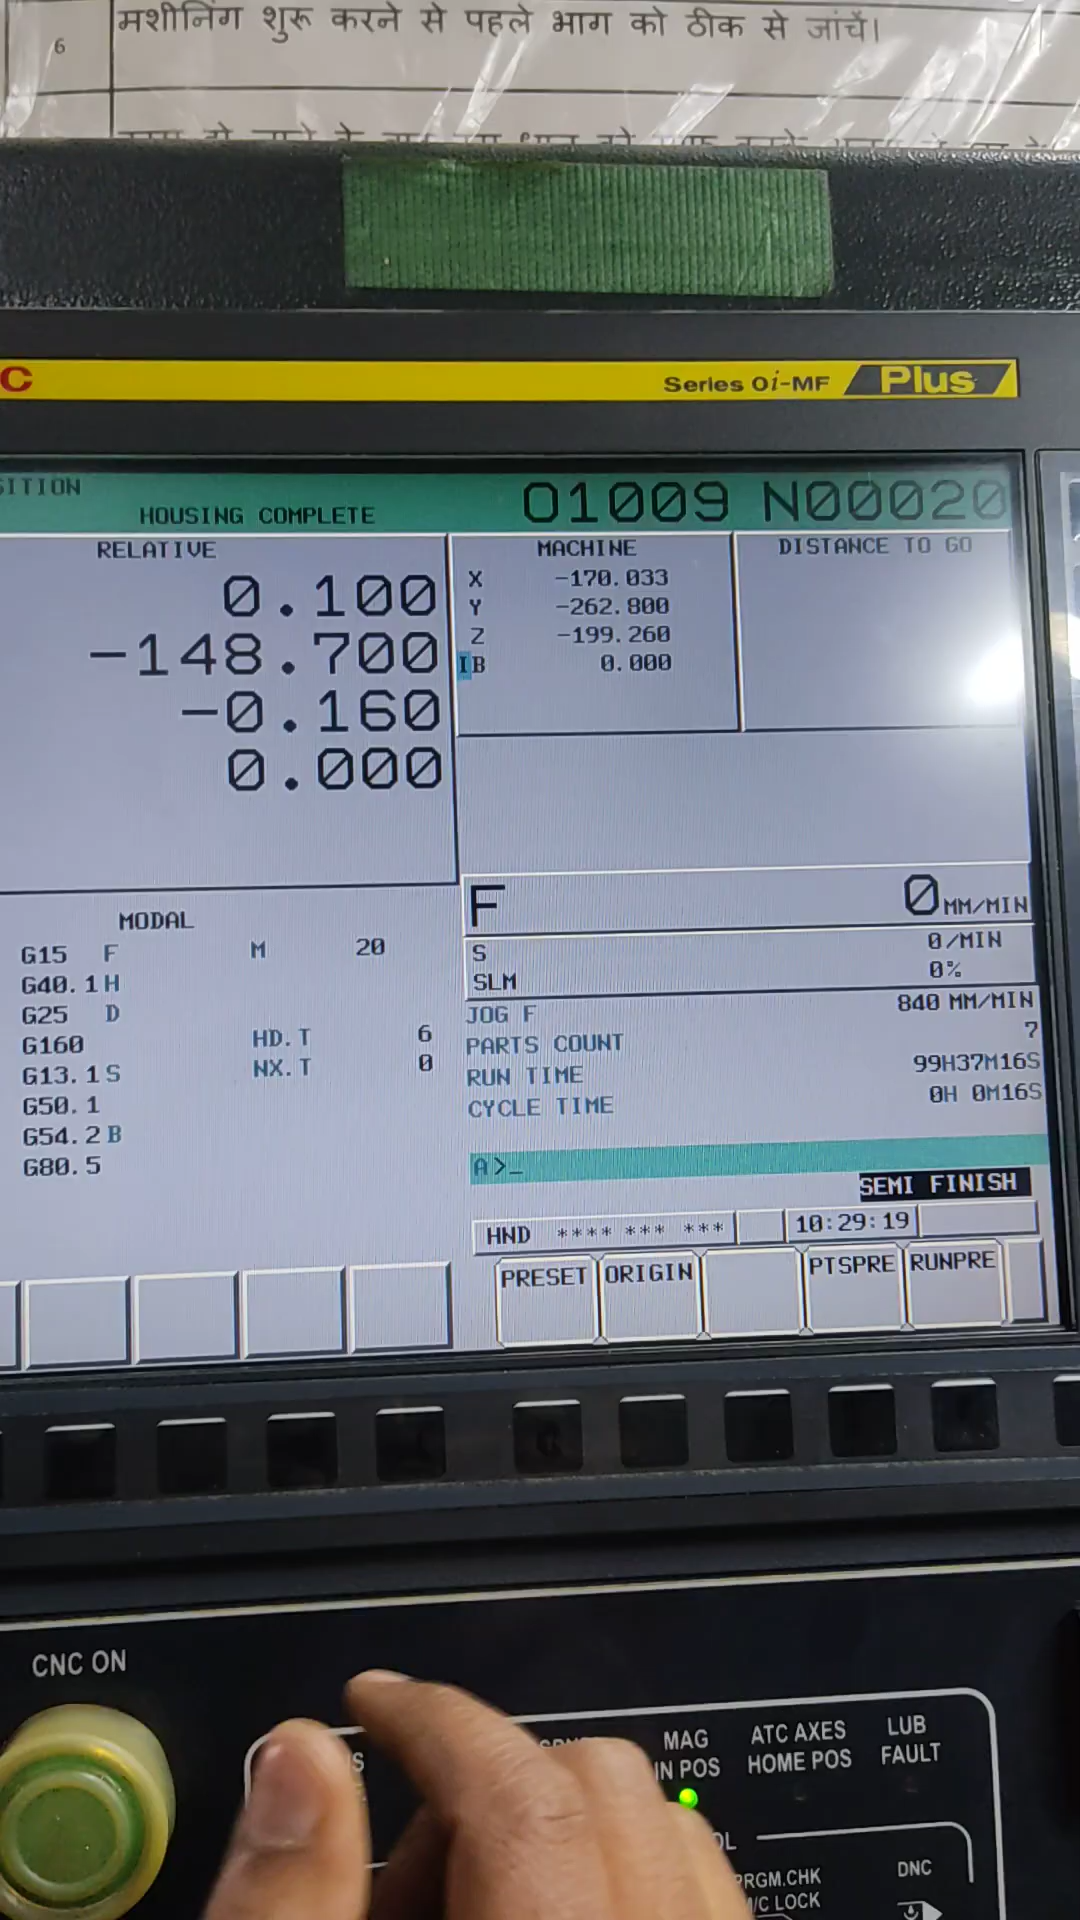 6
मशीनिंग शुरू करने से पहले भाग को ठीक से जांचें।
C
Series 0i-MF Plus
SITION
HOUSING COMPLETE
O1009 N00020
RELATIVE
0.100
-148.700
-0.160
0.000
MACHINE
X -170.033
Y -262.800
Z -199.260
IB 0.000
DISTANCE TO GO
F 0 MM/MIN
S 0/MIN
SLM 0%
MODAL
G15 F M 20
G40.1 H
G25 D
G160 HD.T 6
G13.1 S NX.T 0
G50.1
G54.2 B
G80.5
JOG F 840 MM/MIN
PARTS COUNT 7
RUN TIME 99H37M16S
CYCLE TIME 0H 0M16S
A>_
SEMI FINISH
HND **** *** *** 10:29:19
PRESET ORIGIN PTSPRE RUNPRE
CNC ON
MAG
IN POS
ATC AXES
HOME POS
LUB
FAULT
PRGM.CHK
M/C LOCK
DNC